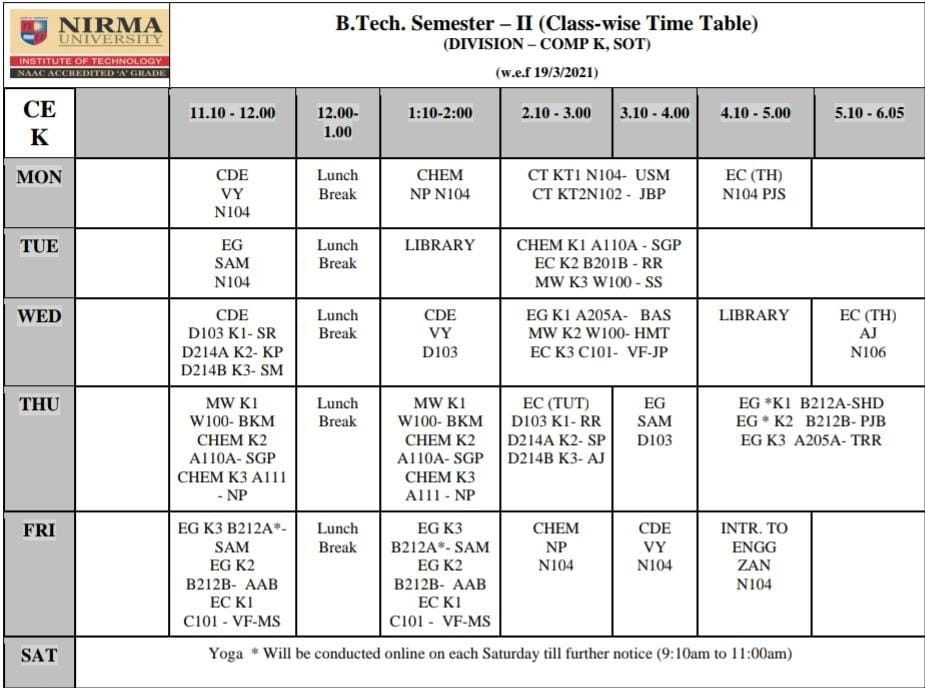 NIRMA
UNIVERSITY
INSTITUTE OF TECHNOLOGY
NAAC ACCREDITED 'A' GRADE
B.Tech. Semester – II (Class-wise Time Table)
(DIVISION – COMP K, SOT)
(w.e.f 19/3/2021)
CE
K
11.10 - 12.00
12.00-
1.00
1:10-2:00
2.10 - 3.00
3.10 - 4.00
4.10 - 5.00
5.10 - 6.05
MON
CDE
VY
N104
Lunch
Break
CHEM
NP N104
CT KT1 N104- USM
CT KT2N102 - JBP
EC (TH)
N104 PJS
TUE
EG
SAM
N104
Lunch
Break
LIBRARY
CHEM K1 A110A - SGP
EC K2 B201B - RR
MW K3 W100 - SS
WED
CDE
D103 K1- SR
D214A K2- KP
D214B K3- SM
Lunch
Break
CDE
VY
D103
EG K1 A205A- BAS
MW K2 W100- HMT
EC K3 C101- VF-JP
LIBRARY
EC (TH)
AJ
N106
THU
MW K1
W100- BKM
CHEM K2
A110A- SGP
CHEM K3 A111
- NP
Lunch
Break
MW K1
W100- BKM
CHEM K2
A110A- SGP
CHEM K3
A111 - NP
EC (TUT)
D103 K1- RR
D214A K2- SP
D214B K3- AJ
EG
SAM
D103
EG *K1 B212A-SHD
EG * K2 B212B- PJB
EG K3 A205A- TRR
FRI
EG K3 B212A*-
SAM
EG K2
B212B- AAB
EC K1
C101 - VF-MS
Lunch
Break
EG K3
B212A*- SAM
EG K2
B212B- AAB
EC K1
C101 - VF-MS
CHEM
NP
N104
CDE
VY
N104
INTR. TO
ENGG
ZAN
N104
SAT
Yoga * Will be conducted online on each Saturday till further notice (9:10am to 11:00am)